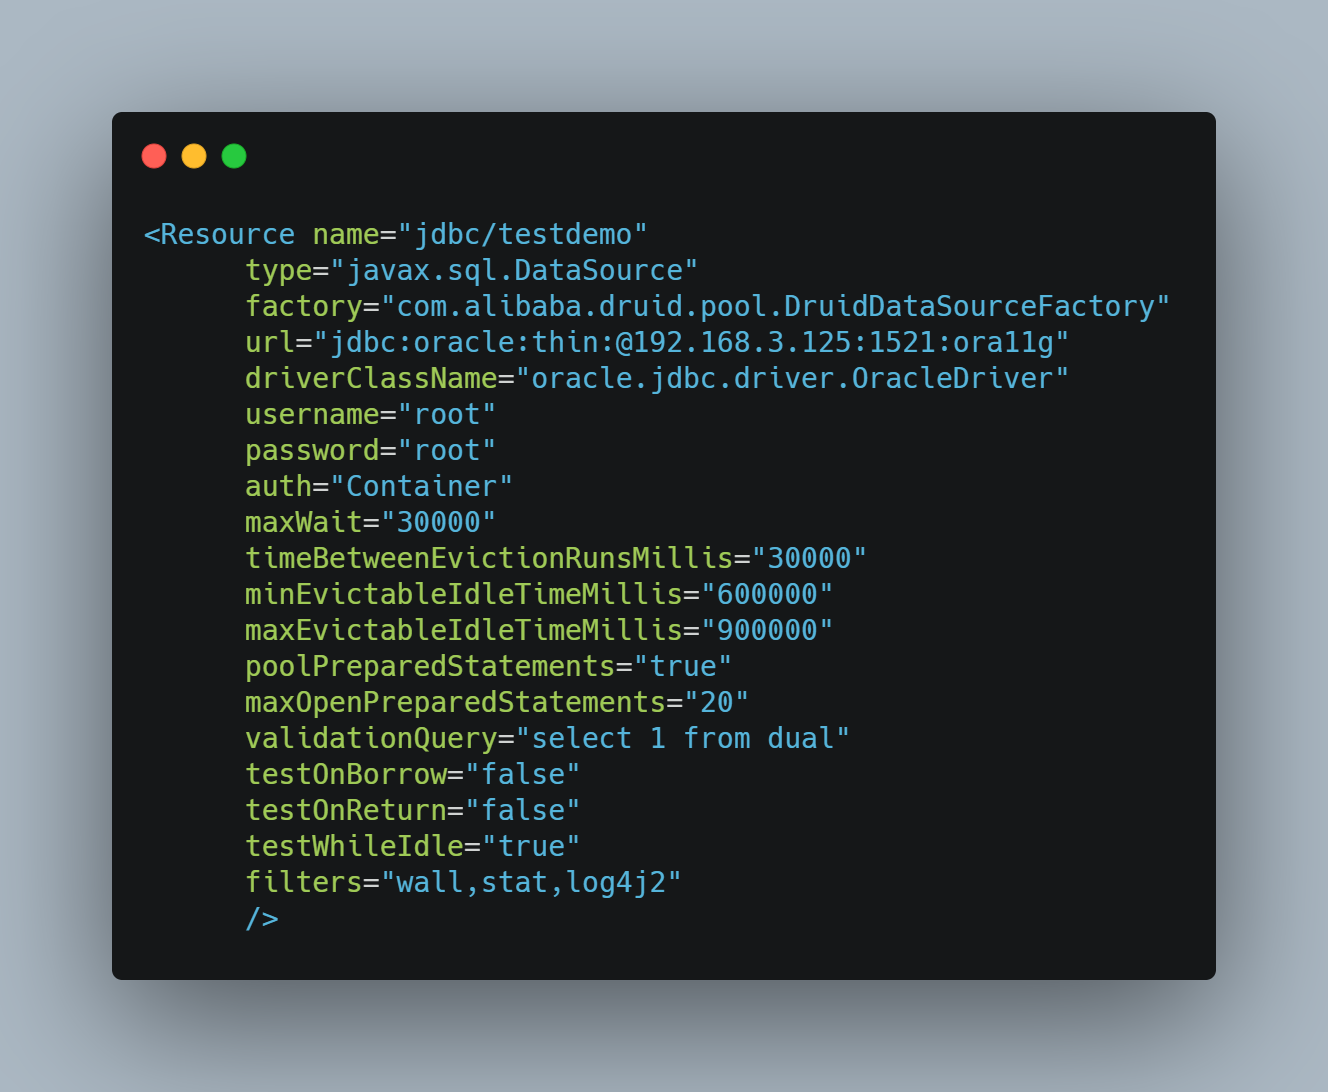 <Resource name="jdbc/testdemo"
type="javax.sql.DataSource"
factory="com.alibaba.druid.pool.DruidDataSourceFactory"
url="jdbc:oracle:thin:@192.168.3.125:1521:ora11g"
driverClassName="oracle.jdbc.driver.OracleDriver"
username="root"
password="root"
auth="Container"
maxWait="30000"
timeBetweenEvictionRunsMillis="30000"
minEvictableIdleTimeMillis="600000"
maxEvictableIdleTimeMillis="900000"
poolPreparedStatements="true"
maxOpenPreparedStatements="20"
validationQuery="select 1 from dual"
testOnBorrow="false"
testOnReturn="false"
testWhileIdle="true"
filters="wall,stat,log4j2"
/>